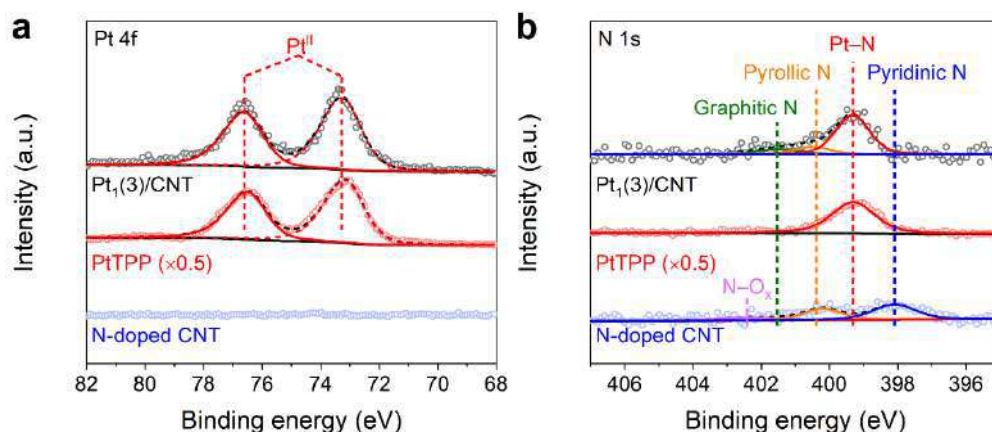 a
Pt 4f
Pt^II
Pt₁(3)/CNT
PtTPP (×0.5)
N-doped CNT
Intensity (a.u.)
82 80 78 76 74 72 70 68
Binding energy (eV)
b
N 1s
Pt–N
Pyrollic N
Pyridinic N
Graphitic N
Pt₁(3)/CNT
PtTPP (×0.5)
N–Oₓ
N-doped CNT
Intensity (a.u.)
406 404 402 400 398 396
Binding energy (eV)